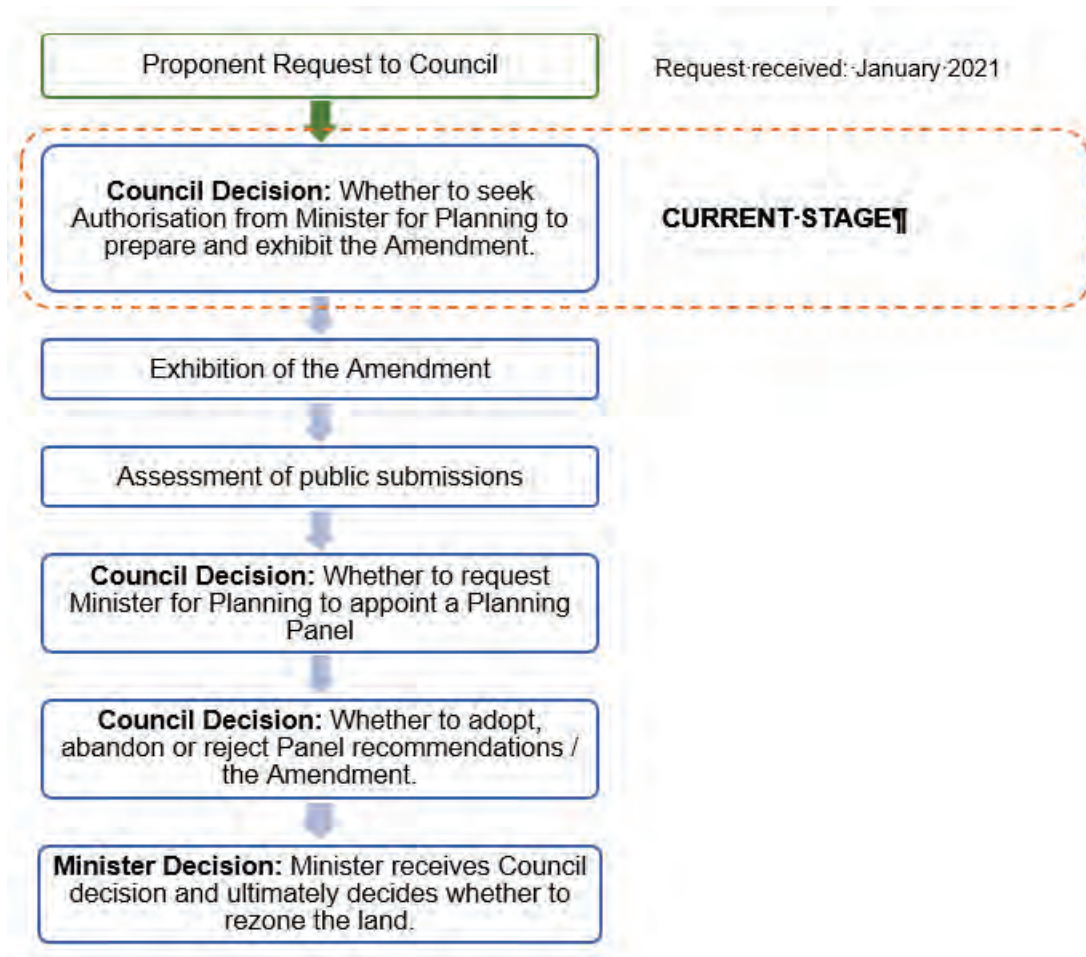 Proponent Request to Council
Request received: January 2021
Council Decision: Whether to seek
Authorisation from Minister for Planning to
prepare and exhibit the Amendment.
CURRENT·STAGE¶
Exhibition of the Amendment
Assessment of public submissions
Council Decision: Whether to request
Minister for Planning to appoint a Planning
Panel
Council Decision: Whether to adopt,
abandon or reject Panel recommendations /
the Amendment.
Minister Decision: Minister receives Council
decision and ultimately decides whether to
rezone the land.